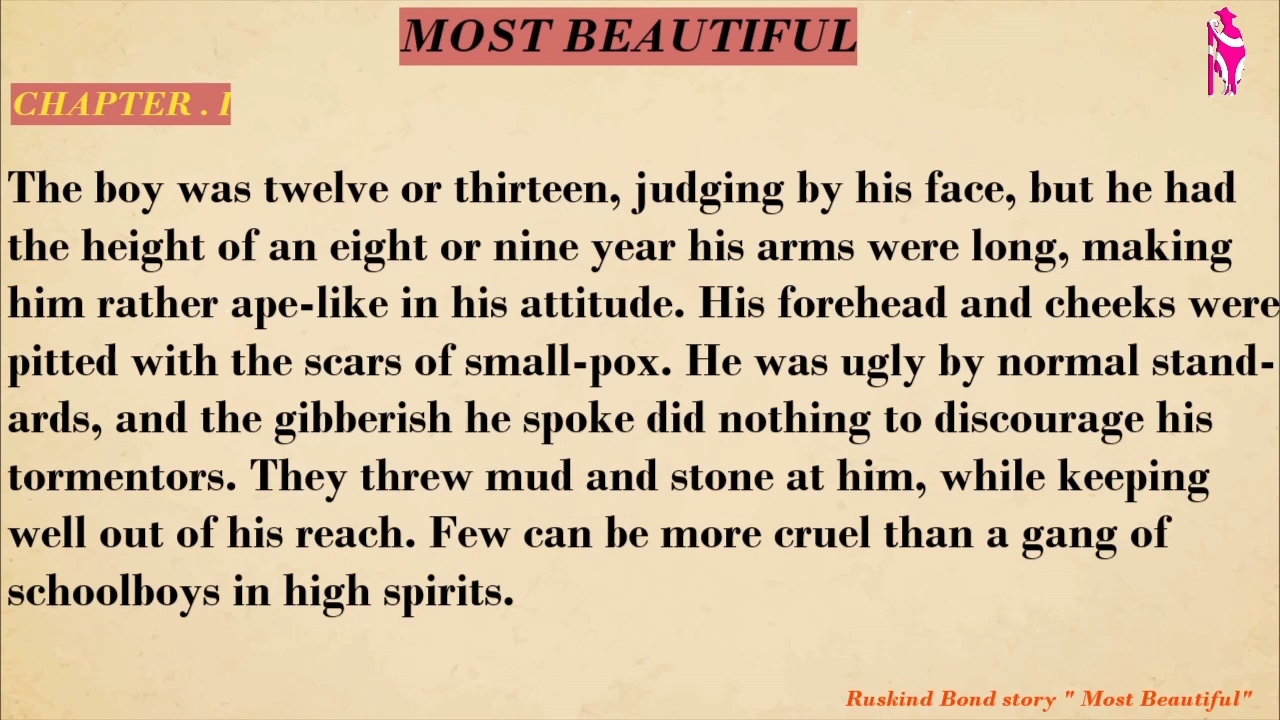 MOST BEAUTIFUL
CHAPTER . I
The boy was twelve or thirteen, judging by his face, but he had
the height of an eight or nine year his arms were long, making
him rather ape-like in his attitude. His forehead and cheeks were
pitted with the scars of small-pox. He was ugly by normal stand-
ards, and the gibberish he spoke did nothing to discourage his
tormentors. They threw mud and stone at him, while keeping
well out of his reach. Few can be more cruel than a gang of
schoolboys in high spirits.
Ruskind Bond story " Most Beautiful"